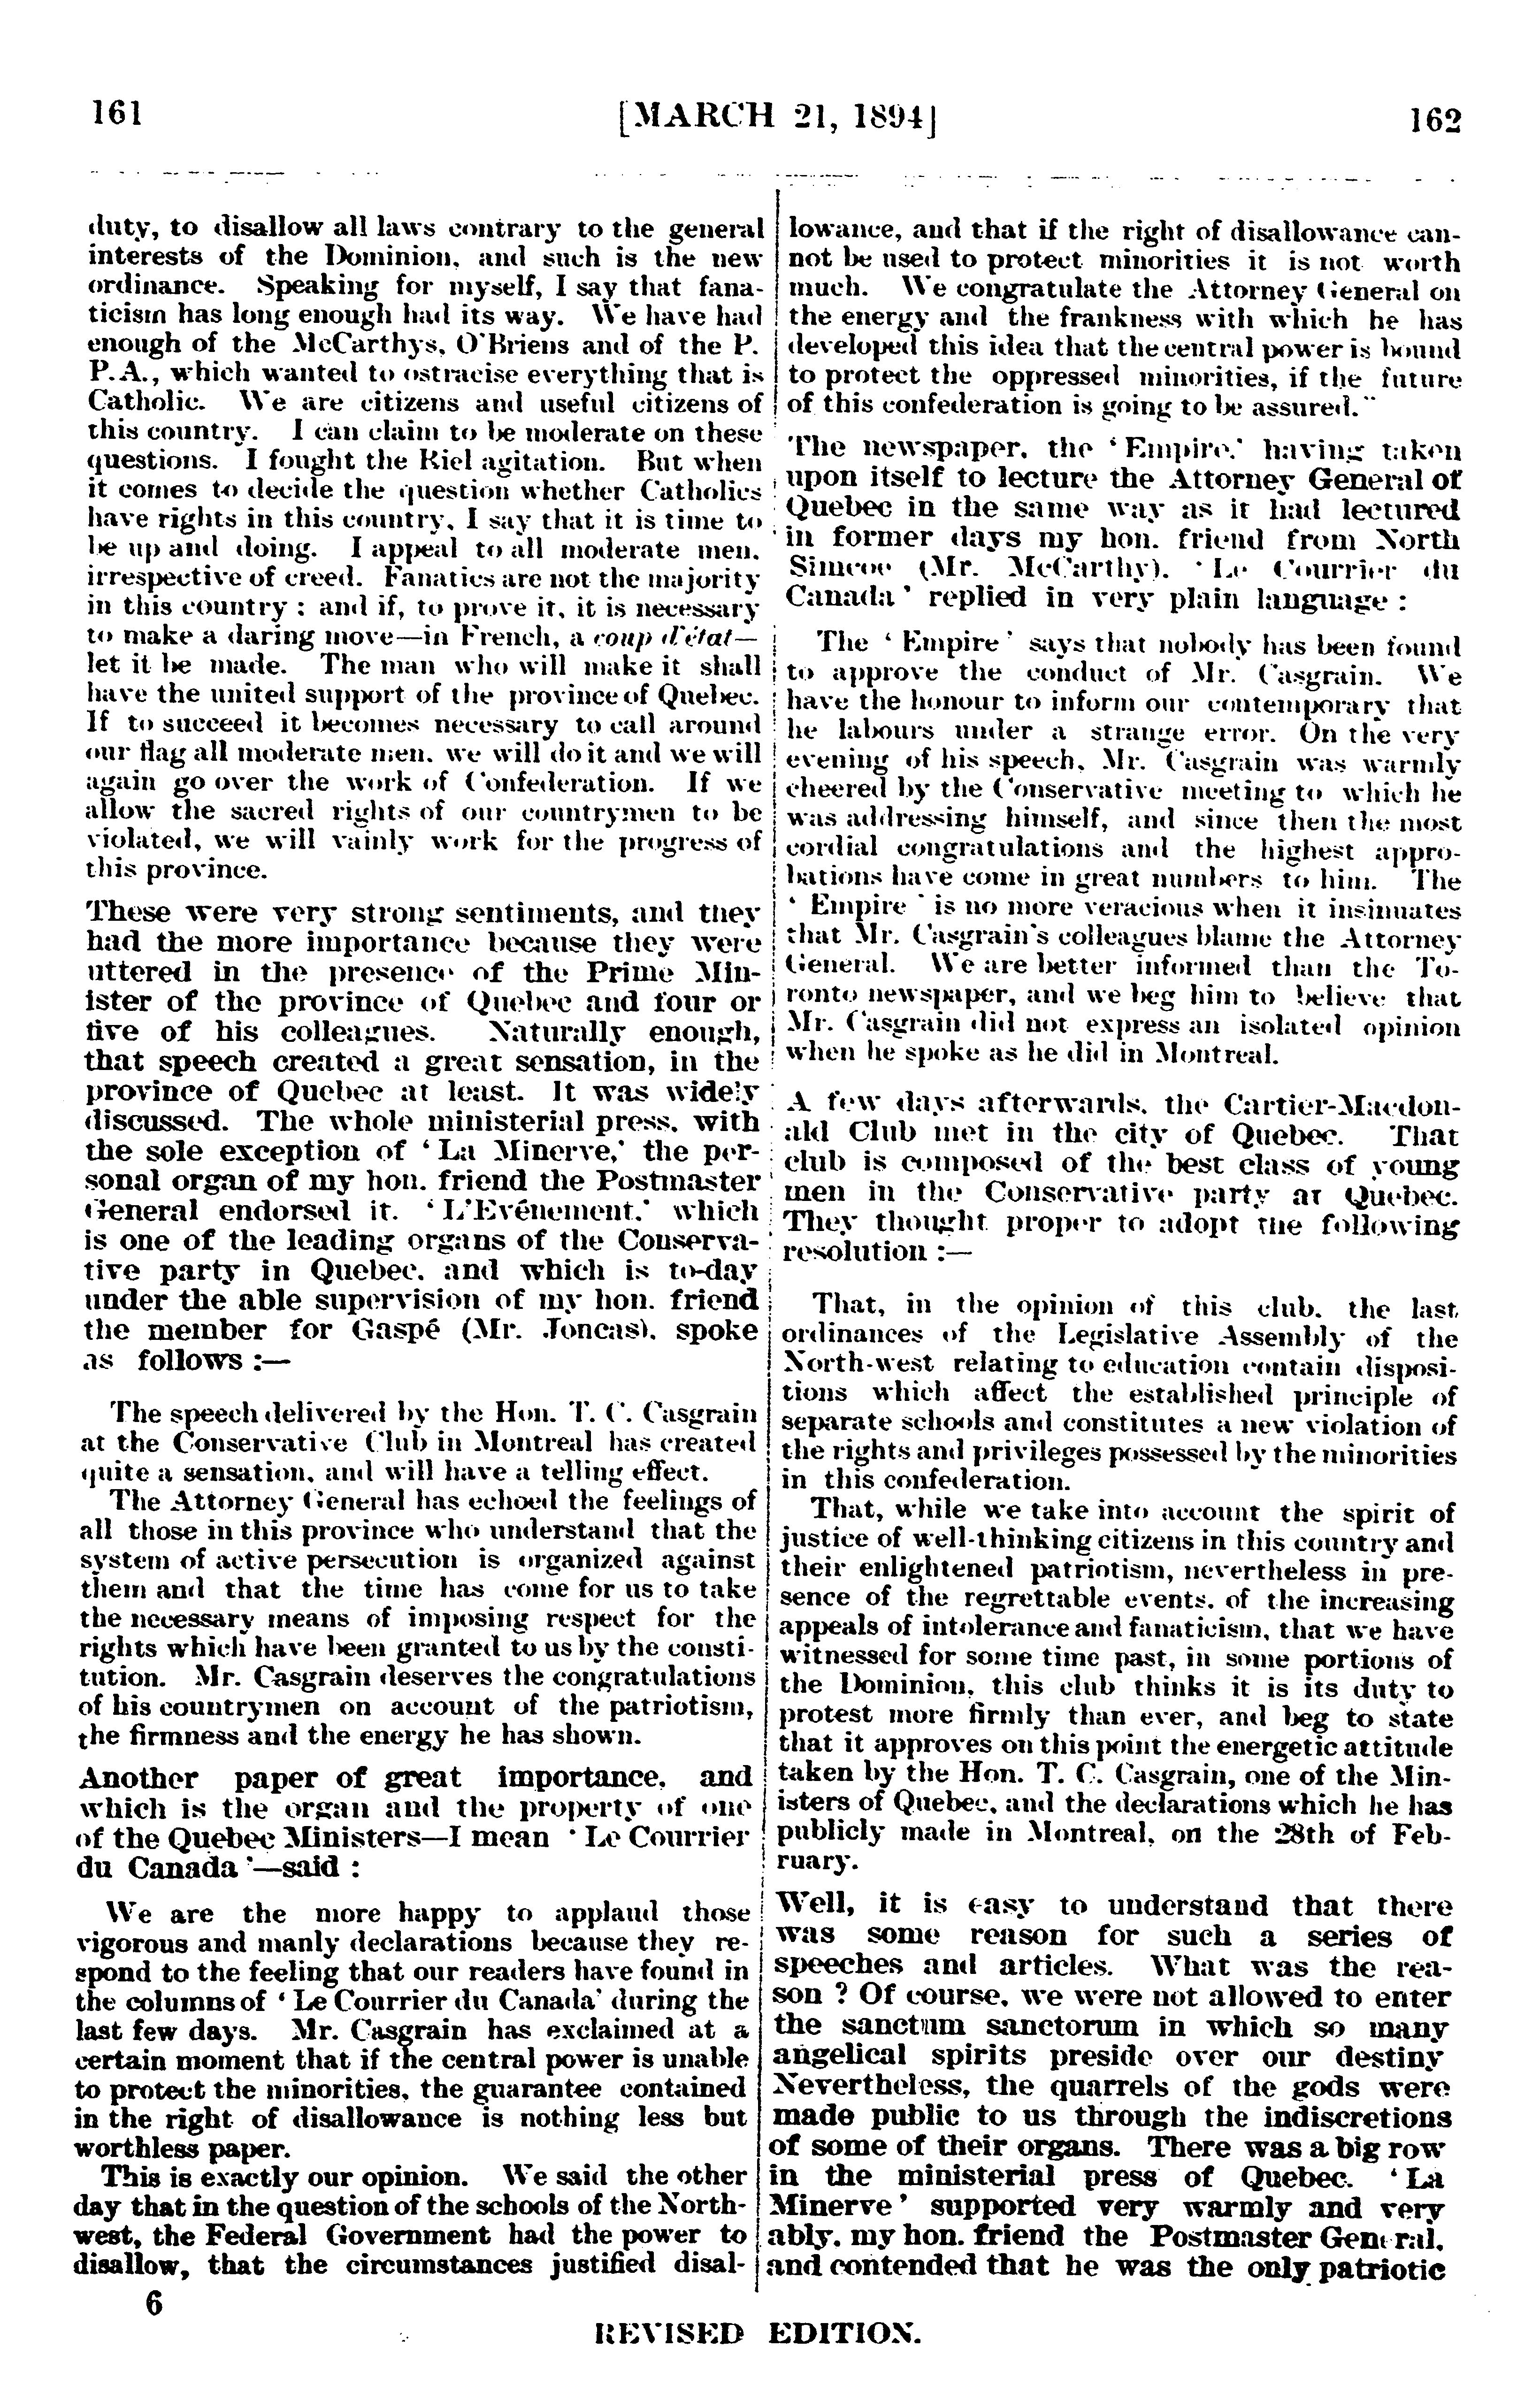 161
[MARCH 21, 1894]
162
duty, to disallow all laws contrary to the general
interests of the Dominion, and such is the new
ordinance. Speaking for myself, I say that fana-
ticism has long enough had its way. We have had
enough of the McCarthys, O'Briens and of the P.
P.A., which wanted to ostracise everything that is
Catholic. We are citizens and useful citizens of
this country. I can claim to be moderate on these
questions. I fought the Riel agitation. But when
it comes to decide the question whether Catholics
have rights in this country, I say that it is time to
be up and doing. I appeal to all moderate men,
irrespective of creed. Fanatics are not the majority
in this country : and if, to prove it, it is necessary
to make a daring move—in French, a coup d'état—
let it be made. The man who will make it shall
have the united support of the province of Quebec.
If to succeed it becomes necessary to call around
our flag all moderate men, we will do it and we will
again go over the work of Confederation. If we
allow the sacred rights of our countrymen to be
violated, we will vainly work for the progress of
this province.
These were very strong sentiments, and they
had the more importance because they were
uttered in the presence of the Prime Min-
ister of the province of Quebec and four or
five of his colleagues. Naturally enough,
that speech created a great sensation, in the
province of Quebec at least. It was widely
discussed. The whole ministerial press, with
the sole exception of 'La Minerve,' the per-
sonal organ of my hon. friend the Postmaster
General endorsed it. 'L'Evénement,' which
is one of the leading organs of the Conserva-
tive party in Quebec, and which is to-day
under the able supervision of my hon. friend
the member for Gaspé (Mr. Joncas), spoke
as follows :—
The speech delivered by the Hon. T. C. Casgrain
at the Conservative Club in Montreal has created
quite a sensation, and will have a telling effect.
The Attorney General has echoed the feelings of
all those in this province who understand that the
system of active persecution is organized against
them and that the time has come for us to take
the necessary means of imposing respect for the
rights which have been granted to us by the consti-
tution. Mr. Casgrain deserves the congratulations
of his countrymen on account of the patriotism,
the firmness and the energy he has shown.
Another paper of great importance, and
which is the organ and the property of one
of the Quebec Ministers—I mean 'Le Courrier
du Canada'—said :
We are the more happy to applaud those
vigorous and manly declarations because they re-
spond to the feeling that our readers have found in
the columns of 'Le Courrier du Canada' during the
last few days. Mr. Casgrain has exclaimed at a
certain moment that if the central power is unable
to protect the minorities, the guarantee contained
in the right of disallowance is nothing less but
worthless paper.
This is exactly our opinion. We said the other
day that in the question of the schools of the North-
west, the Federal Government had the power to
disallow, that the circumstances justified disal-
lowance, and that if the right of disallowance can-
not be used to protect minorities it is not worth
much. We congratulate the Attorney General on
the energy and the frankness with which he has
developed this idea that the central power is bound
to protect the oppressed minorities, if the future
of this confederation is going to be assured."
The newspaper, the 'Empire,' having taken
upon itself to lecture the Attorney General of
Quebec in the same way as it had lectured
in former days my hon. friend from North
Simcoe (Mr. McCarthy). 'Le Courrier du
Canada' replied in very plain language :
The 'Empire' says that nobody has been found
to approve the conduct of Mr. Casgrain. We
have the honour to inform our contemporary that
he labours under a strange error. On the very
evening of his speech, Mr. Casgrain was warmly
cheered by the Conservative meeting to which he
was addressing himself, and since then the most
cordial congratulations and the highest appro-
bations have come in great numbers to him. The
'Empire' is no more veracious when it insinuates
that Mr. Casgrain's colleagues blame the Attorney
General. We are better informed than the To-
ronto newspaper, and we beg him to believe that
Mr. Casgrain did not express an isolated opinion
when he spoke as he did in Montreal.
A few days afterwards, the Cartier-Macdon-
ald Club met in the city of Quebec. That
club is composed of the best class of young
men in the Conservative party at Quebec.
They thought proper to adopt the following
resolution :—
That, in the opinion of this club, the last
ordinances of the Legislative Assembly of the
North-west relating to education contain disposi-
tions which affect the established principle of
separate schools and constitutes a new violation of
the rights and privileges possessed by the minorities
in this confederation.
That, while we take into account the spirit of
justice of well-thinking citizens in this country and
their enlightened patriotism, nevertheless in pre-
sence of the regrettable events, of the increasing
appeals of intolerance and fanaticism, that we have
witnessed for some time past, in some portions of
the Dominion, this club thinks it is its duty to
protest more firmly than ever, and beg to state
that it approves on this point the energetic attitude
taken by the Hon. T. C. Casgrain, one of the Min-
isters of Quebec, and the declarations which he has
publicly made in Montreal, on the 28th of Feb-
ruary.
Well, it is easy to understand that there
was some reason for such a series of
speeches and articles. What was the rea-
son ? Of course, we were not allowed to enter
the sanctum sanctorum in which so many
angelical spirits preside over our destiny
Nevertheless, the quarrels of the gods were
made public to us through the indiscretions
of some of their organs. There was a big row
in the ministerial press of Quebec. 'La
Minerve' supported very warmly and very
ably, my hon. friend the Postmaster General,
and contended that he was the only patriotic
6
REVISED EDITION.